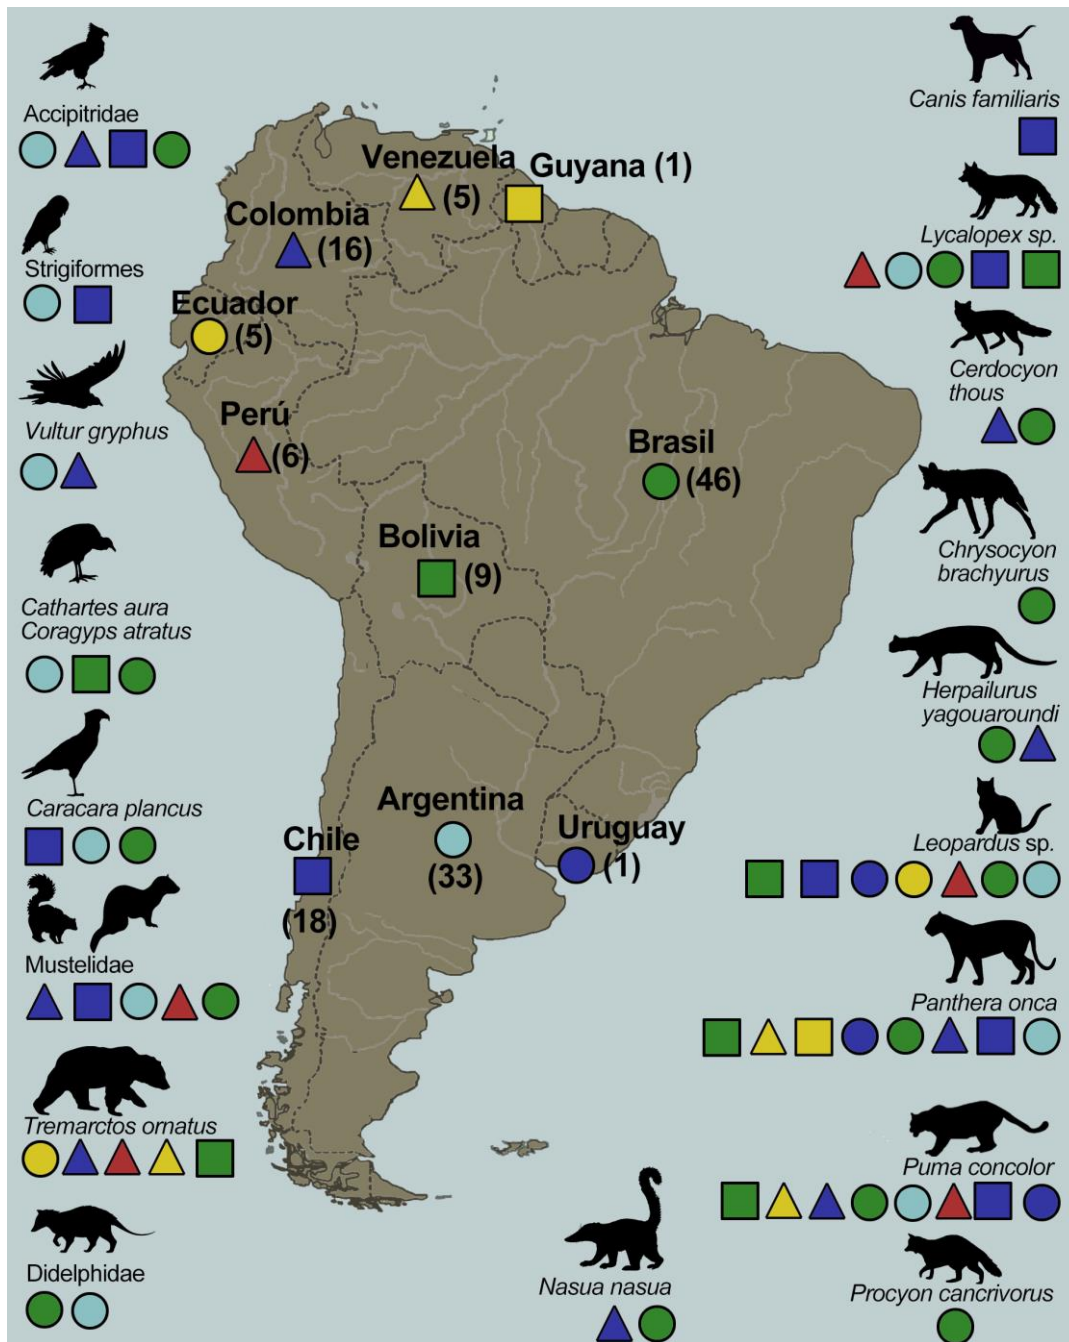 Accipitridae
Strigiformes
Vultur gryphus
Cathartes aura
Coragyps atratus
Caracara plancus
Mustelidae
Tremarctos ornatus
Didelphidae
Venezuela
(5)
Guyana (1)
Colombia
(16)
Ecuador
(5)
Perú
(6)
Brasil
(46)
Bolivia
(9)
Argentina
(33)
Chile
(18)
Uruguay
(1)
Nasua nasua
Canis familiaris
Lycalopex sp.
Cerdocyon
thous
Chrysocyon
brachyurus
Herpailurus
yagouaroundi
Leopardus sp.
Panthera onca
Puma concolor
Procyon cancrivorus